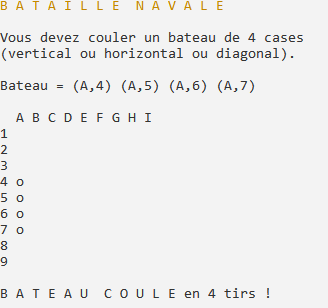 B A T A I L L E  N A V A L E
Vous devez couler un bateau de 4 cases
(vertical ou horizontal ou diagonal).
Bateau = (A,4) (A,5) (A,6) (A,7)
A B C D E F G H I
1
2
3
4 o
5 o
6 o
7 o
8
9
B A T E A U  C O U L E en 4 tirs !